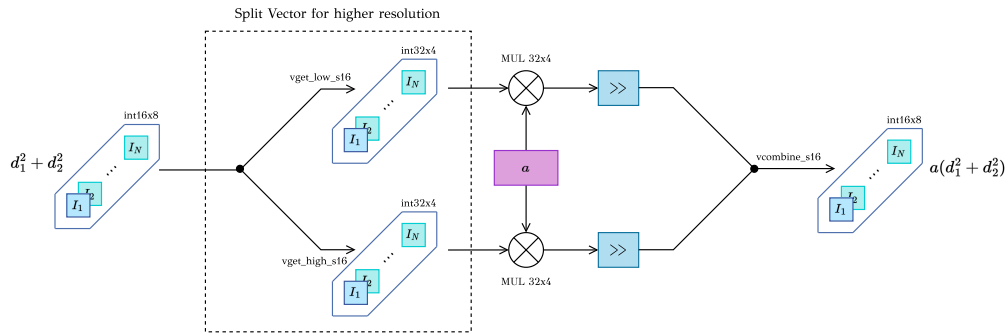 Split Vector for higher resolution
int32x4
MUL 32x4
vget_low_s16
I_N
...
I_2
I_1
>>
int16x8
d_1^2 + d_2^2
I_N
...
I_2
I_1
a
vcombine_s16
int16x8
I_N
...
I_2
I_1
a(d_1^2 + d_2^2)
int32x4
vget_high_s16
I_N
...
I_2
I_1
>>
MUL 32x4